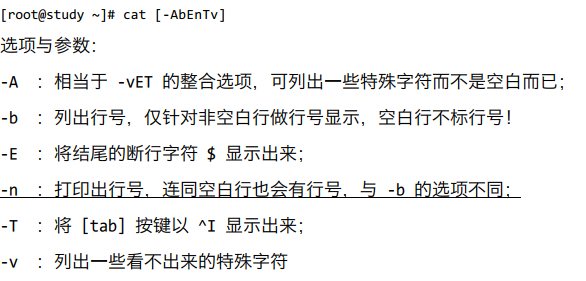 [root@study ~]# cat [-AbEnTv]
选项与参数：
-A ：相当于 -vET 的整合选项，可列出一些特殊字符而不是空白而已；
-b ：列出行号，仅针对非空白行做行号显示，空白行不标行号！
-E ：将结尾的断行字符 $ 显示出来；
-n ：打印出行号，连同空白行也会有行号，与 -b 的选项不同；
-T ：将 [tab] 按键以 ^I 显示出来；
-v ：列出一些看不出来的特殊字符